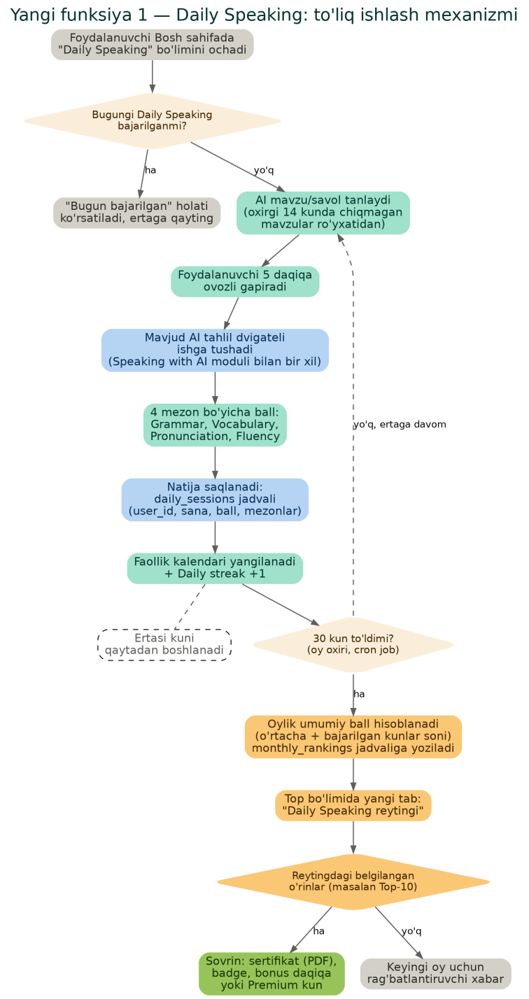 Yangi funksiya 1 — Daily Speaking: to'liq ishlash mexanizmi
Foydalanuvchi Bosh sahifada
"Daily Speaking" bo'limini ochadi
Bugungi Daily Speaking
bajarilganmi?
ha
yo'q
"Bugun bajarilgan" holati
ko'rsatiladi, ertaga qayting
AI mavzu/savol tanlaydi
(oxirgi 14 kunda chiqmagan
mavzular ro'yxatidan)
Foydalanuvchi 5 daqiqa
ovozli gapiradi
Mavjud AI tahlil dvigateli
ishga tushadi
(Speaking with AI moduli bilan bir xil)
4 mezon bo'yicha ball:
Grammar, Vocabulary,
Pronunciation, Fluency
yo'q, ertaga davom
Natija saqlanadi:
daily_sessions jadvali
(user_id, sana, ball, mezonlar)
Faollik kalendari yangilanadi
+ Daily streak +1
Ertasi kuni
qaytadan boshlanadi
30 kun to'ldimi?
(oy oxiri, cron job)
ha
Oylik umumiy ball hisoblanadi
(o'rtacha + bajarilgan kunlar soni)
monthly_rankings jadvaliga yoziladi
Top bo'limida yangi tab:
"Daily Speaking reytingi"
Reytingdagi belgilangan
o'rinlar (masalan Top-10)
ha
yo'q
Sovrin: sertifikat (PDF),
badge, bonus daqiqa
yoki Premium kun
Keyingi oy uchun
rag'batlantiruvchi xabar